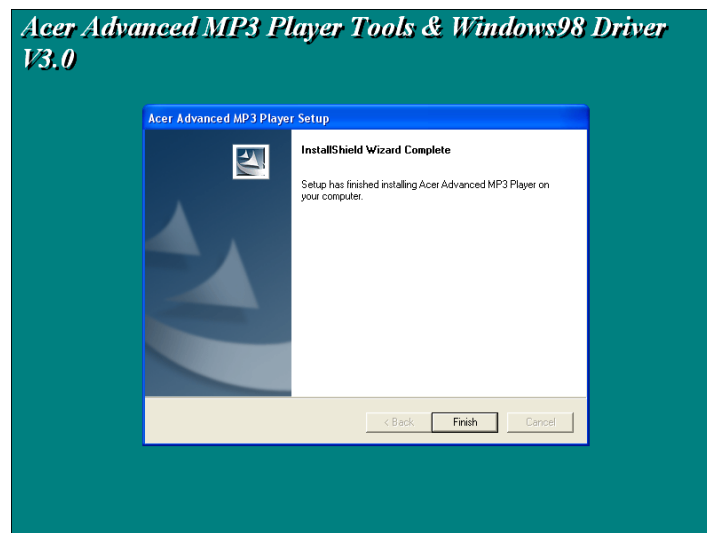 Acer Advanced MP3 Player Tools & Windows98 Driver
V3.0
Acer Advanced MP3 Player Setup
InstallShield Wizard Complete
Setup has finished installing Acer Advanced MP3 Player on
your computer.
< Back Finish Cancel